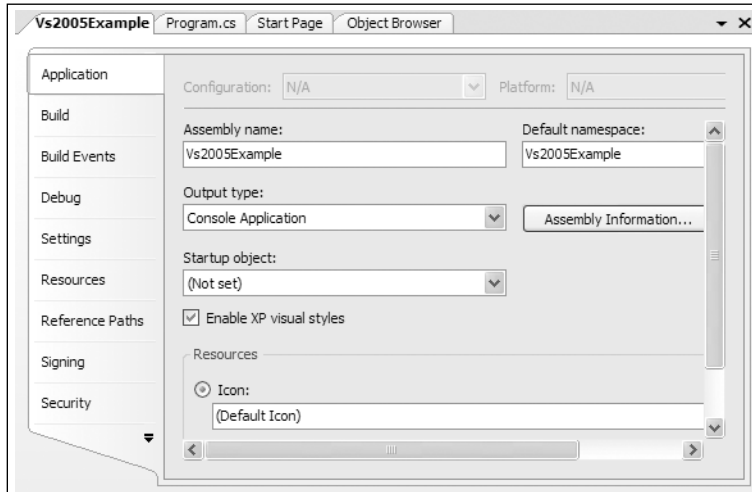 Vs2005Example Program.cs Start Page Object Browser
Application
Build
Build Events
Debug
Settings
Resources
Reference Paths
Signing
Security
Configuration: N/A Platform: N/A
Assembly name: Default namespace:
Vs2005Example Vs2005Example
Output type:
Console Application Assembly Information...
Startup object:
(Not set)
Enable XP visual styles
Resources
Icon:
(Default Icon)